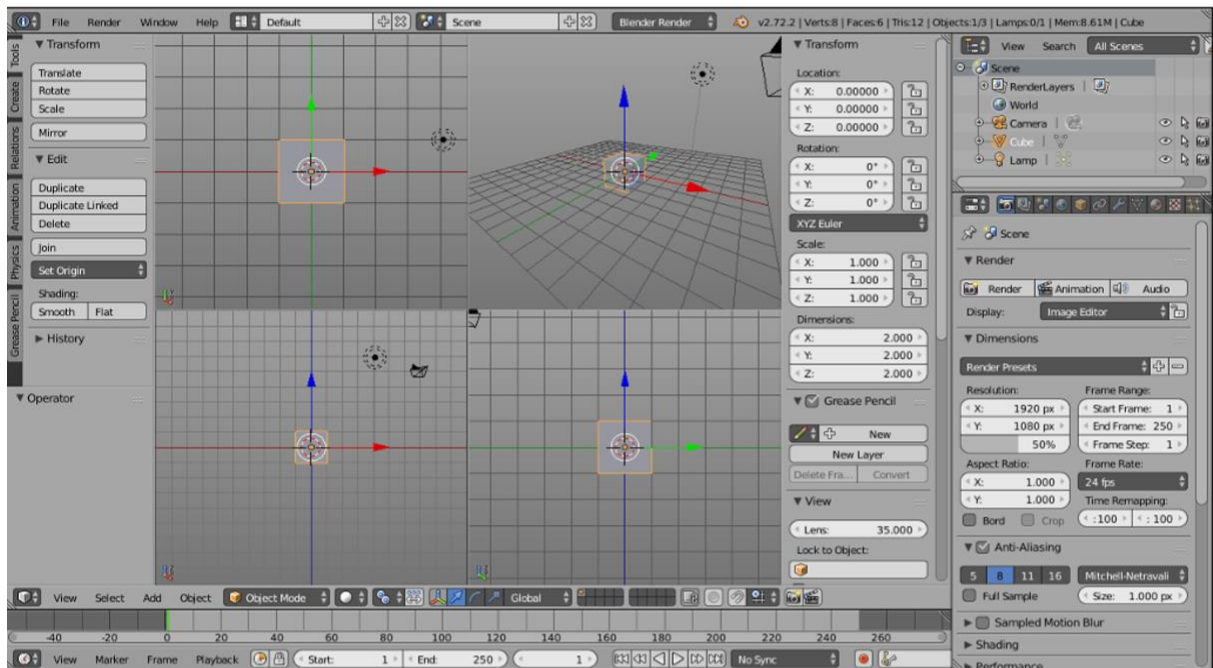 File Render Window Help Default Scene Blender Render v2.72.2 | Verts:8 | Faces:6 | Tris:12 | Objects:1/3 | Lamps:0/1 | Mem:8.61M | Cube
Tools
Create
Relations
Animation
Physics
Grease Pencil
Transform
Translate
Rotate
Scale
Mirror
Edit
Duplicate
Duplicate Linked
Delete
Join
Set Origin
Shading:
Smooth Flat
History
Operator
Transform
Location:
X: 0.00000
Y: 0.00000
Z: 0.00000
Rotation:
X: 0°
Y: 0°
Z: 0°
XYZ Euler
Scale:
X: 1.000
Y: 1.000
Z: 1.000
Dimensions:
X: 2.000
Y: 2.000
Z: 2.000
Grease Pencil
New
New Layer
Delete Fra... Convert
View
Lens: 35.000
Lock to Object:
View Search All Scenes
Scene
RenderLayers
World
Camera
Cube
Lamp
Scene
Render
Render Animation Audio
Display: Image Editor
Dimensions
Render Presets
Resolution: Frame Range:
X: 1920 px Start Frame: 1
Y: 1080 px End Frame: 250
50% Frame Step: 1
Aspect Ratio: Frame Rate:
X: 1.000 24 fps
Y: 1.000 Time Remapping:
Bord Crop :100 :100
Anti-Aliasing
5 8 11 16 Mitchell-Netravali
Full Sample Size: 1.000 px
Sampled Motion Blur
Shading
Performance
View Select Add Object Object Mode Global
-40 -20 0 20 40 60 80 100 120 140 160 180 200 220 240 260
View Marker Frame Playback Start: 1 End: 250 1 No Sync